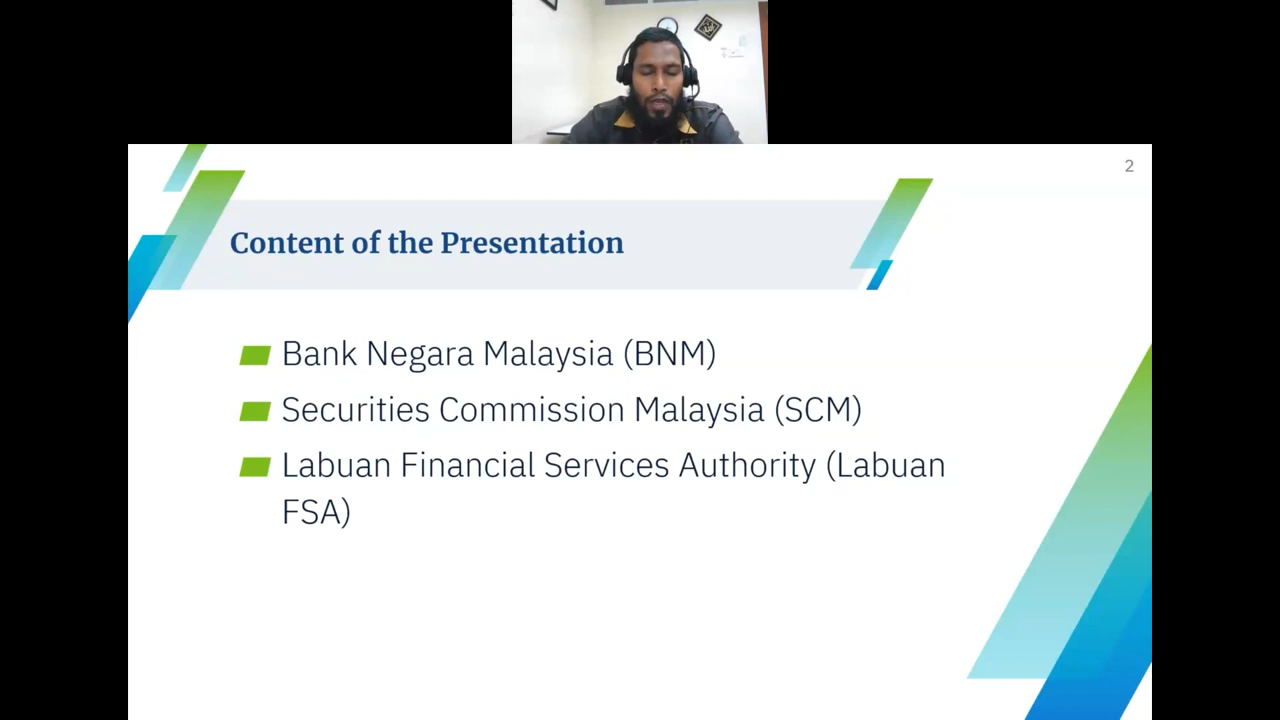 2
Content of the Presentation
Bank Negara Malaysia (BNM)
Securities Commission Malaysia (SCM)
Labuan Financial Services Authority (Labuan
FSA)